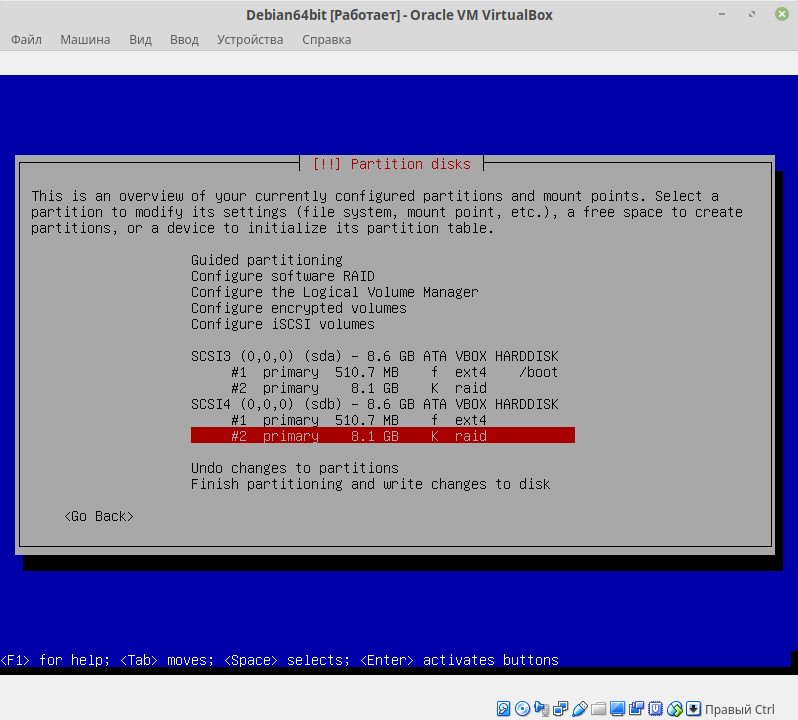 Debian64bit [Работает] - Oracle VM VirtualBox
Файл Машина Вид Ввод Устройства Справка
[!!] Partition disks
This is an overview of your currently configured partitions and mount points. Select a
partition to modify its settings (file system, mount point, etc.), a free space to create
partitions, or a device to initialize its partition table.
Guided partitioning
Configure software RAID
Configure the Logical Volume Manager
Configure encrypted volumes
Configure iSCSI volumes
SCSI3 (0,0,0) (sda) - 8.6 GB ATA VBOX HARDDISK
#1 primary 510.7 MB f ext4 /boot
#2 primary 8.1 GB K raid
SCSI4 (0,0,0) (sdb) - 8.6 GB ATA VBOX HARDDISK
#1 primary 510.7 MB f ext4
#2 primary 8.1 GB K raid
Undo changes to partitions
Finish partitioning and write changes to disk
<Go Back>
<F1> for help; <Tab> moves; <Space> selects; <Enter> activates buttons
Правый Ctrl